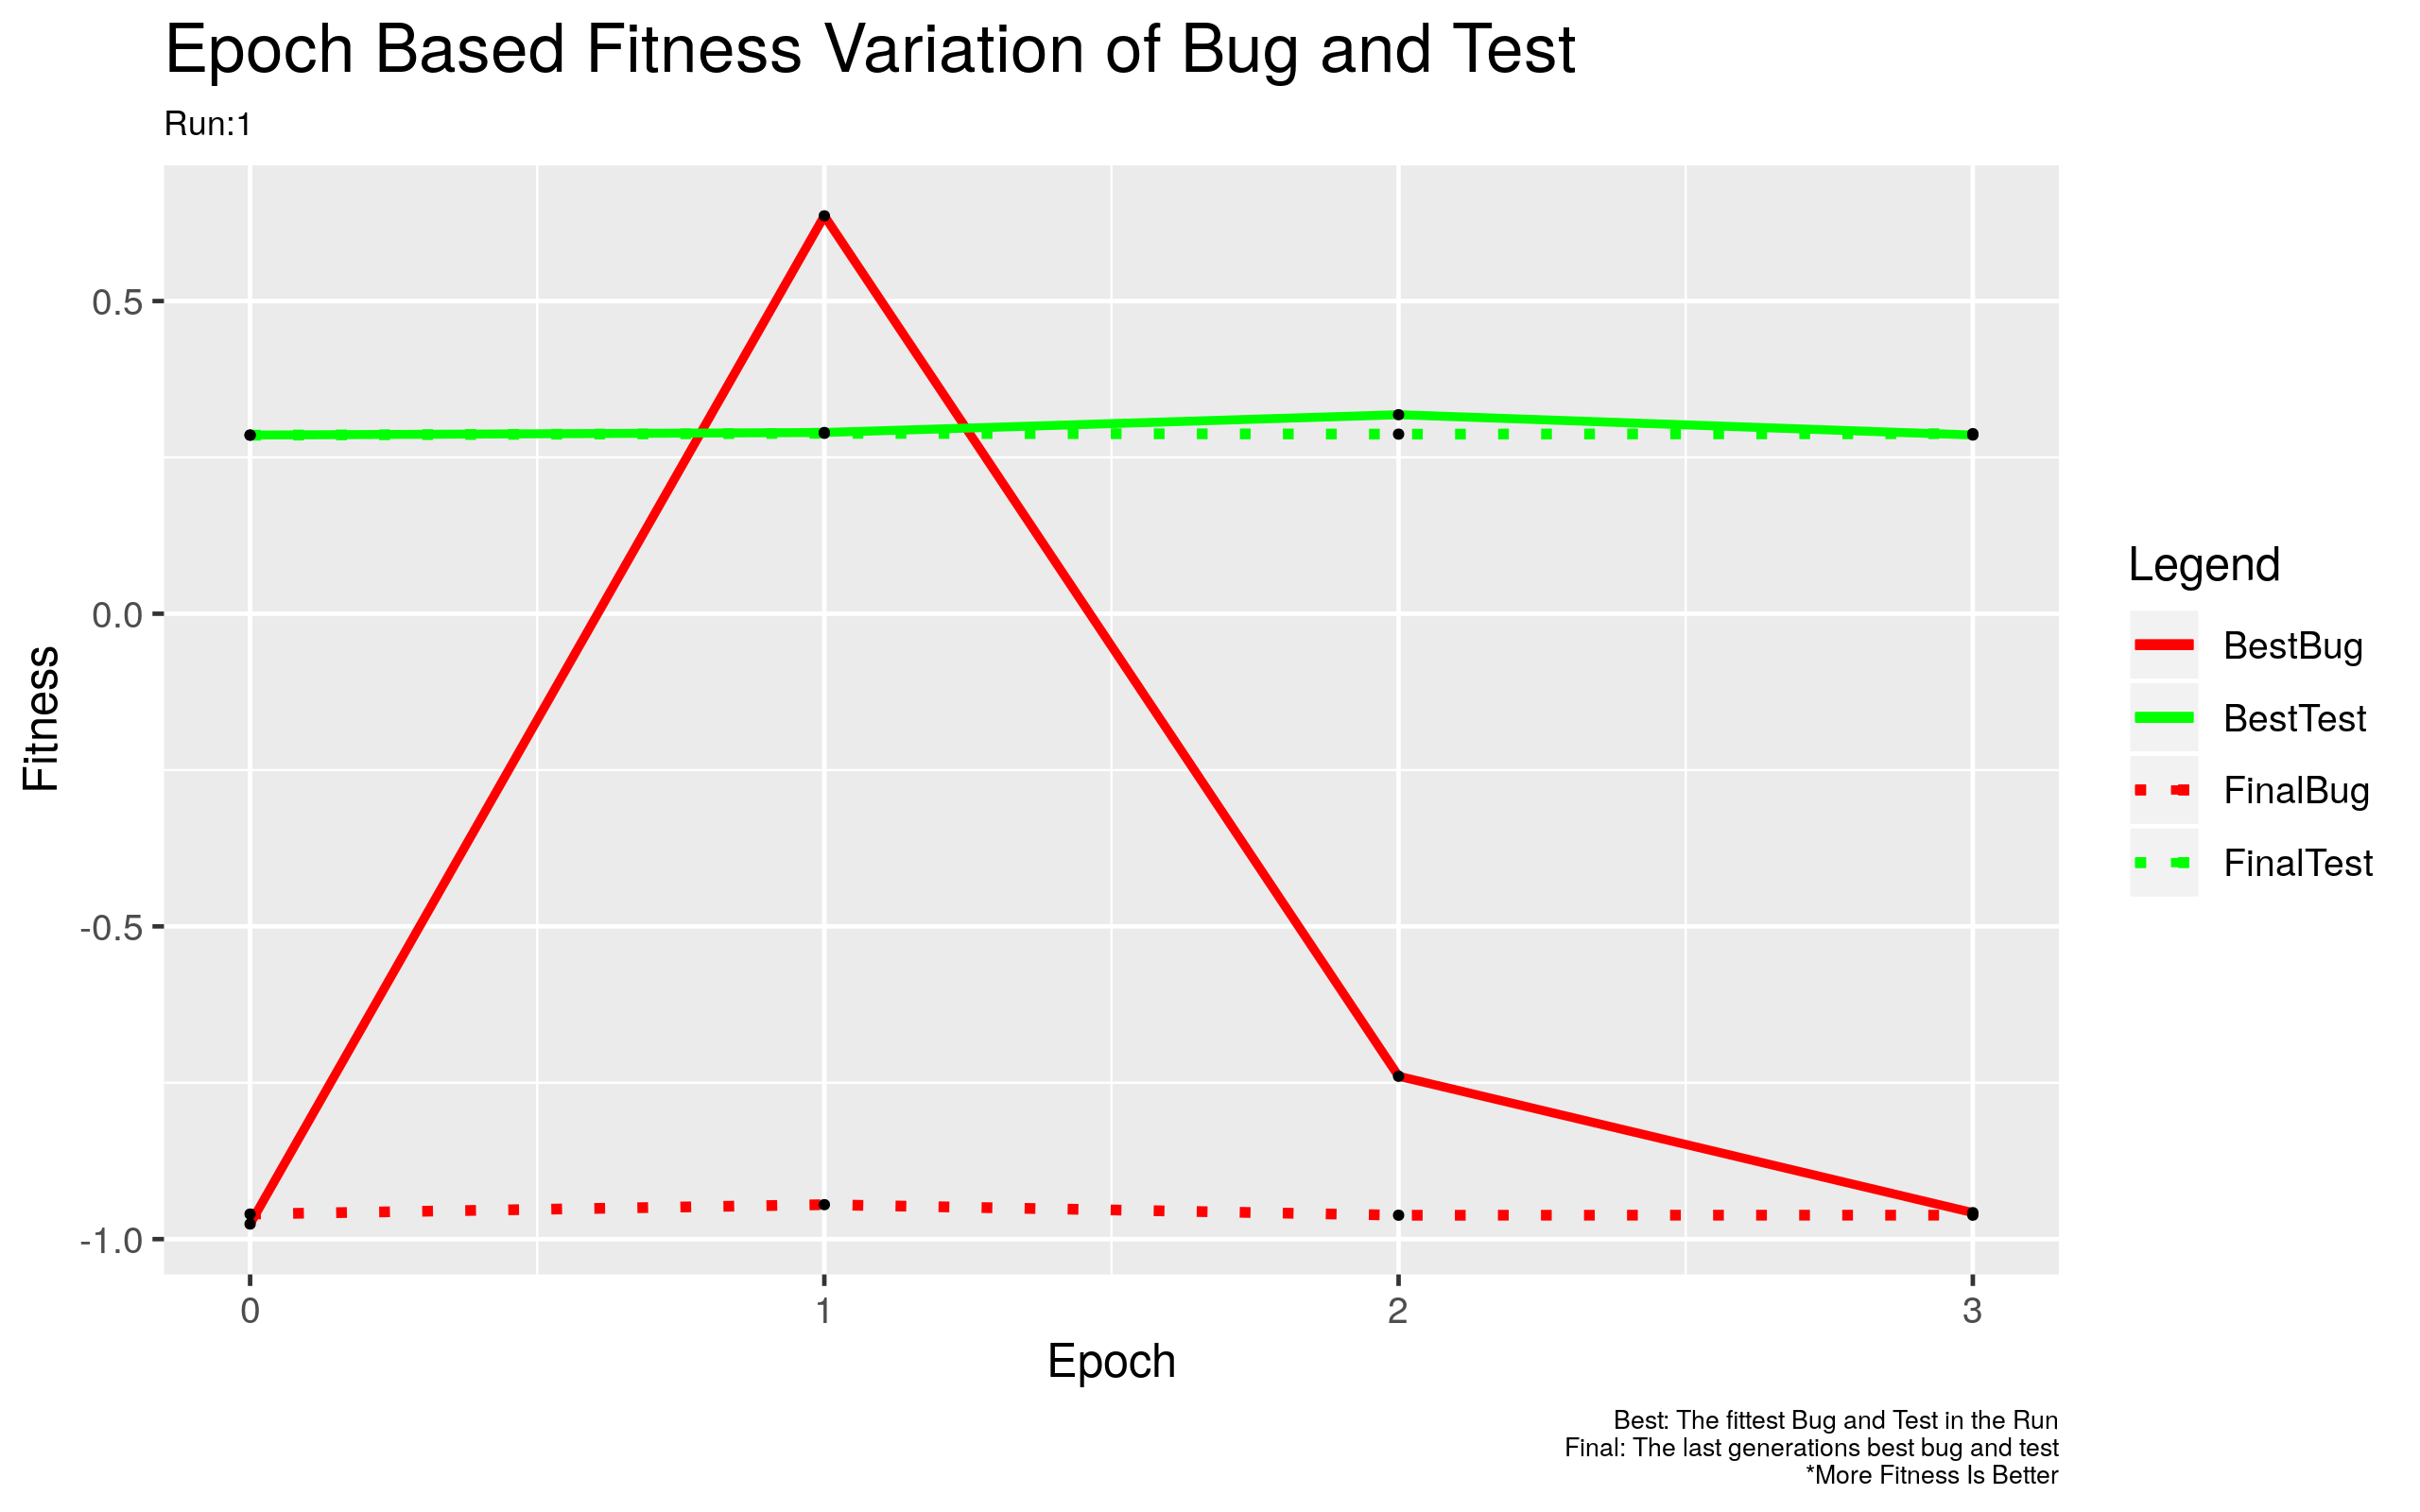 Epoch Based Fitness Variation of Bug and Test
Run:1
0.5
0.0
-0.5
-1.0
Fitness
0
1
2
3
Epoch
Legend
BestBug
BestTest
FinalBug
FinalTest
Best: The fittest Bug and Test in the Run
Final: The last generations best bug and test
*More Fitness Is Better